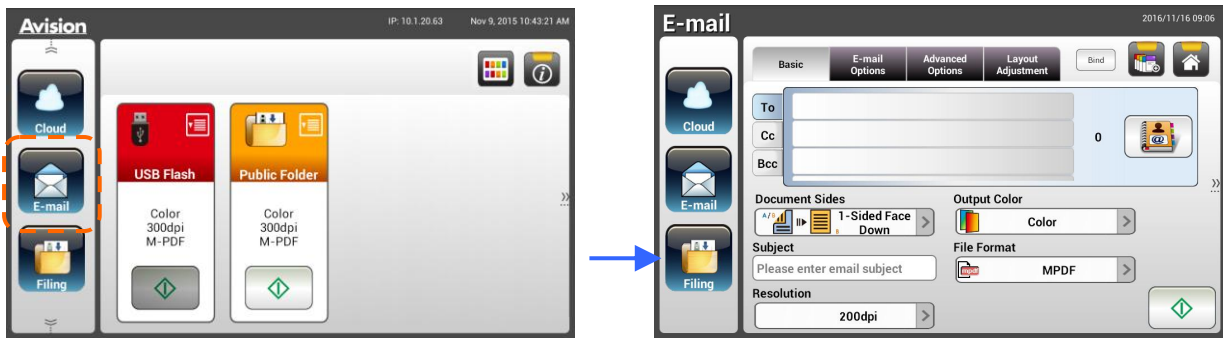 Avision
IP: 10.1.20.63
Nov 9, 2015 10:43:21 AM
Cloud
E-mail
Filing
USB Flash
Color
300dpi
M-PDF
Public Folder
Color
300dpi
M-PDF
E-mail
2016/11/16 09:06
Cloud
E-mail
Filing
Basic
E-mail
Options
Advanced
Options
Layout
Adjustment
Bind
To
Cc
Bcc
0
Document Sides
1-Sided Face
Down
Output Color
Color
Subject
Please enter email subject
File Format
mpdf
MPDF
Resolution
200dpi